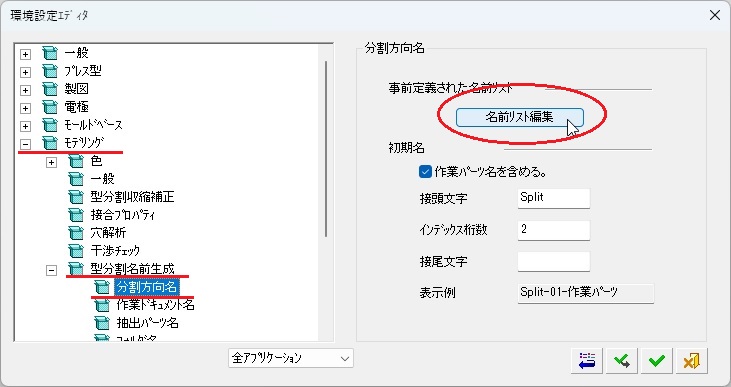 環境設定ｴﾃﾞｨﾀ
一般
ﾌﾟﾚｽ型
製図
電極
ﾓｰﾙﾄﾞﾍﾞｰｽ
ﾓﾃﾞﾘﾝｸﾞ
色
一般
型分割収縮補正
接合ﾌﾟﾛﾊﾟﾃｨ
穴解析
干渉ﾁｪｯｸ
型分割名前生成
分割方向名
作業ﾄﾞｷｭﾒﾝﾄ名
抽出ﾊﾟｰﾂ名
ﾌｫﾙﾀﾞ名
分割方向名
事前定義された名前ﾘｽﾄ
名前ﾘｽﾄ編集
初期名
作業ﾊﾟｰﾂ名を含める。
接頭文字 Split
ｲﾝﾃﾞｯｸｽ桁数 2
接尾文字
表示例 Split-01-作業ﾊﾟｰﾂ
全ｱﾌﾟﾘｹｰｼｮﾝ